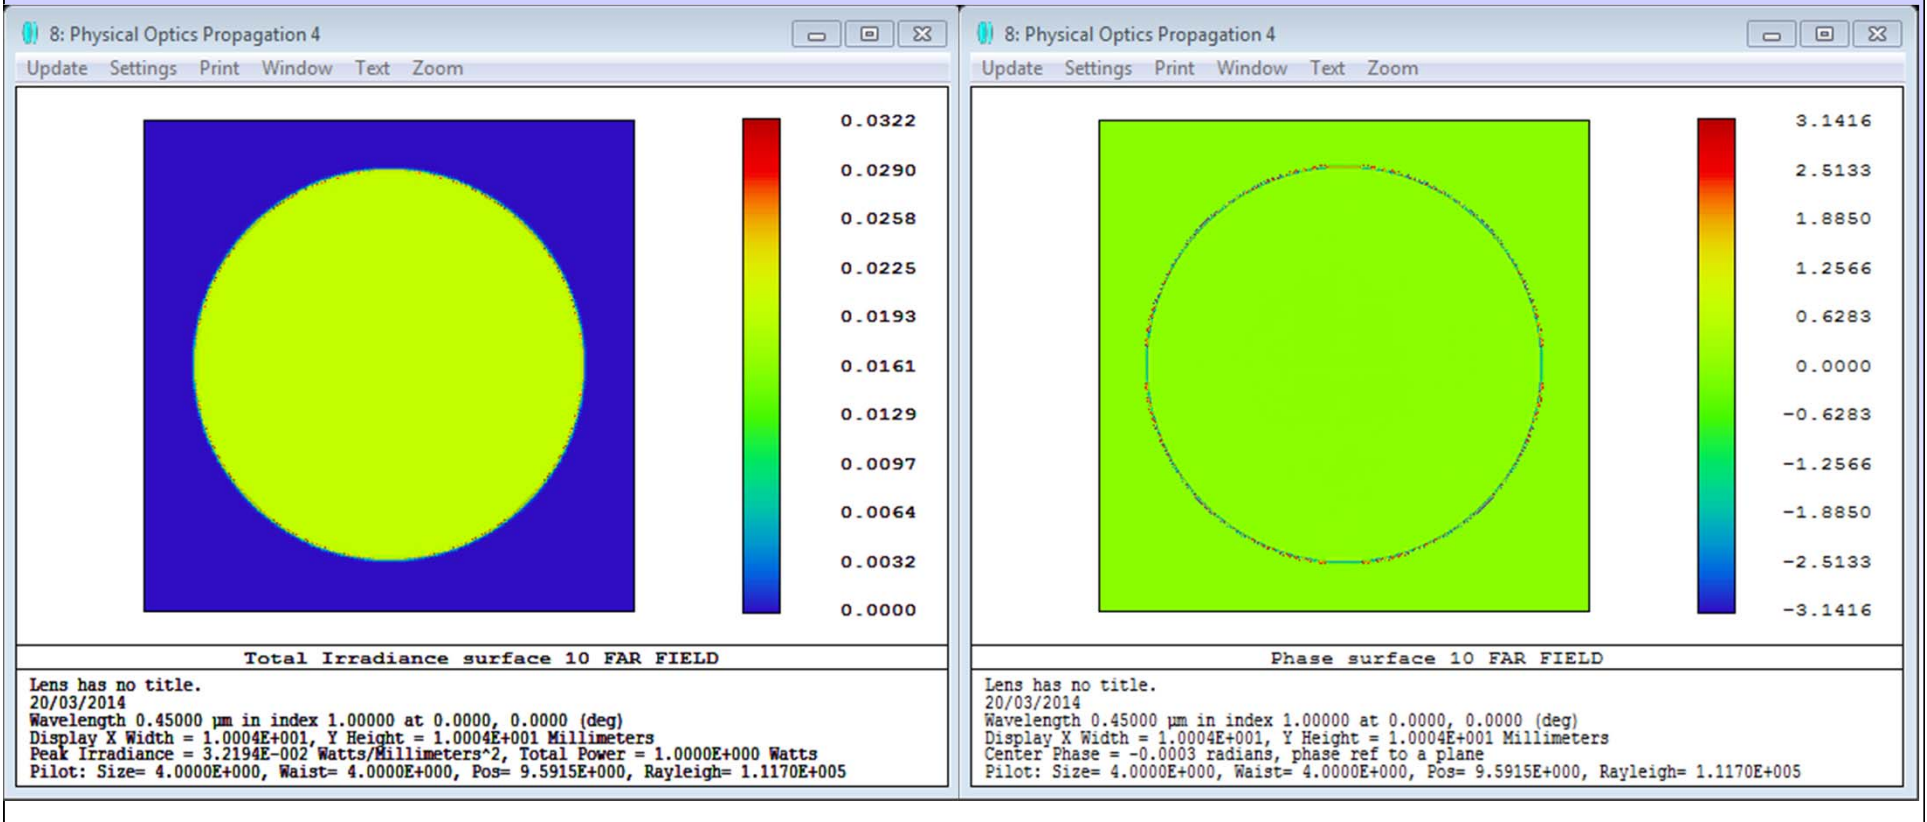 8: Physical Optics Propagation 4
Update Settings Print Window Text Zoom
0.0322
0.0290
0.0258
0.0225
0.0193
0.0161
0.0129
0.0097
0.0064
0.0032
0.0000
Total Irradiance surface 10 FAR FIELD
Lens has no title.
20/03/2014
Wavelength 0.45000 µm in index 1.00000 at 0.0000, 0.0000 (deg)
Display X Width = 1.0004E+001, Y Height = 1.0004E+001 Millimeters
Peak Irradiance = 3.2194E-002 Watts/Millimeters^2, Total Power = 1.0000E+000 Watts
Pilot: Size= 4.0000E+000, Waist= 4.0000E+000, Pos= 9.5915E+000, Rayleigh= 1.1170E+005
8: Physical Optics Propagation 4
Update Settings Print Window Text Zoom
3.1416
2.5133
1.8850
1.2566
0.6283
0.0000
-0.6283
-1.2566
-1.8850
-2.5133
-3.1416
Phase surface 10 FAR FIELD
Lens has no title.
20/03/2014
Wavelength 0.45000 µm in index 1.00000 at 0.0000, 0.0000 (deg)
Display X Width = 1.0004E+001, Y Height = 1.0004E+001 Millimeters
Center Phase = -0.0003 radians, phase ref to a plane
Pilot: Size= 4.0000E+000, Waist= 4.0000E+000, Pos= 9.5915E+000, Rayleigh= 1.1170E+005